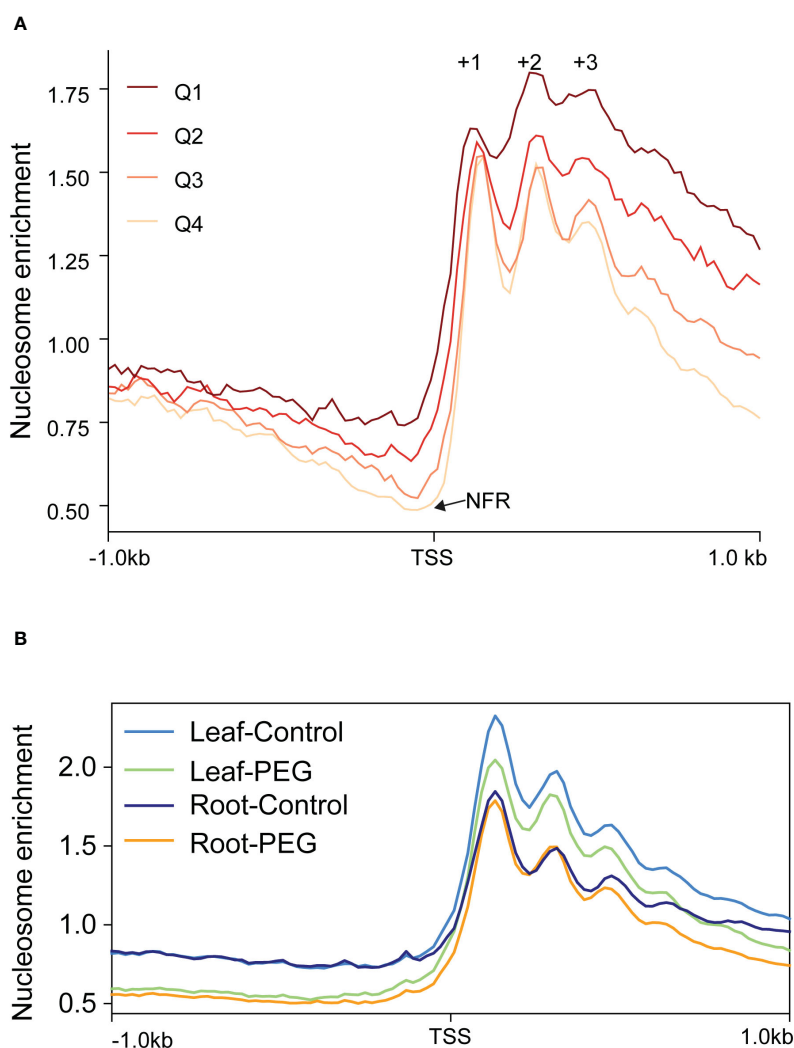 A
+1 +2 +3
Nucleosome enrichment
1.75
1.50
1.25
1.00
0.75
0.50
Q1
Q2
Q3
Q4
NFR
-1.0kb TSS 1.0 kb
B
Nucleosome enrichment
2.0
1.5
1.0
0.5
Leaf-Control
Leaf-PEG
Root-Control
Root-PEG
-1.0kb TSS 1.0kb